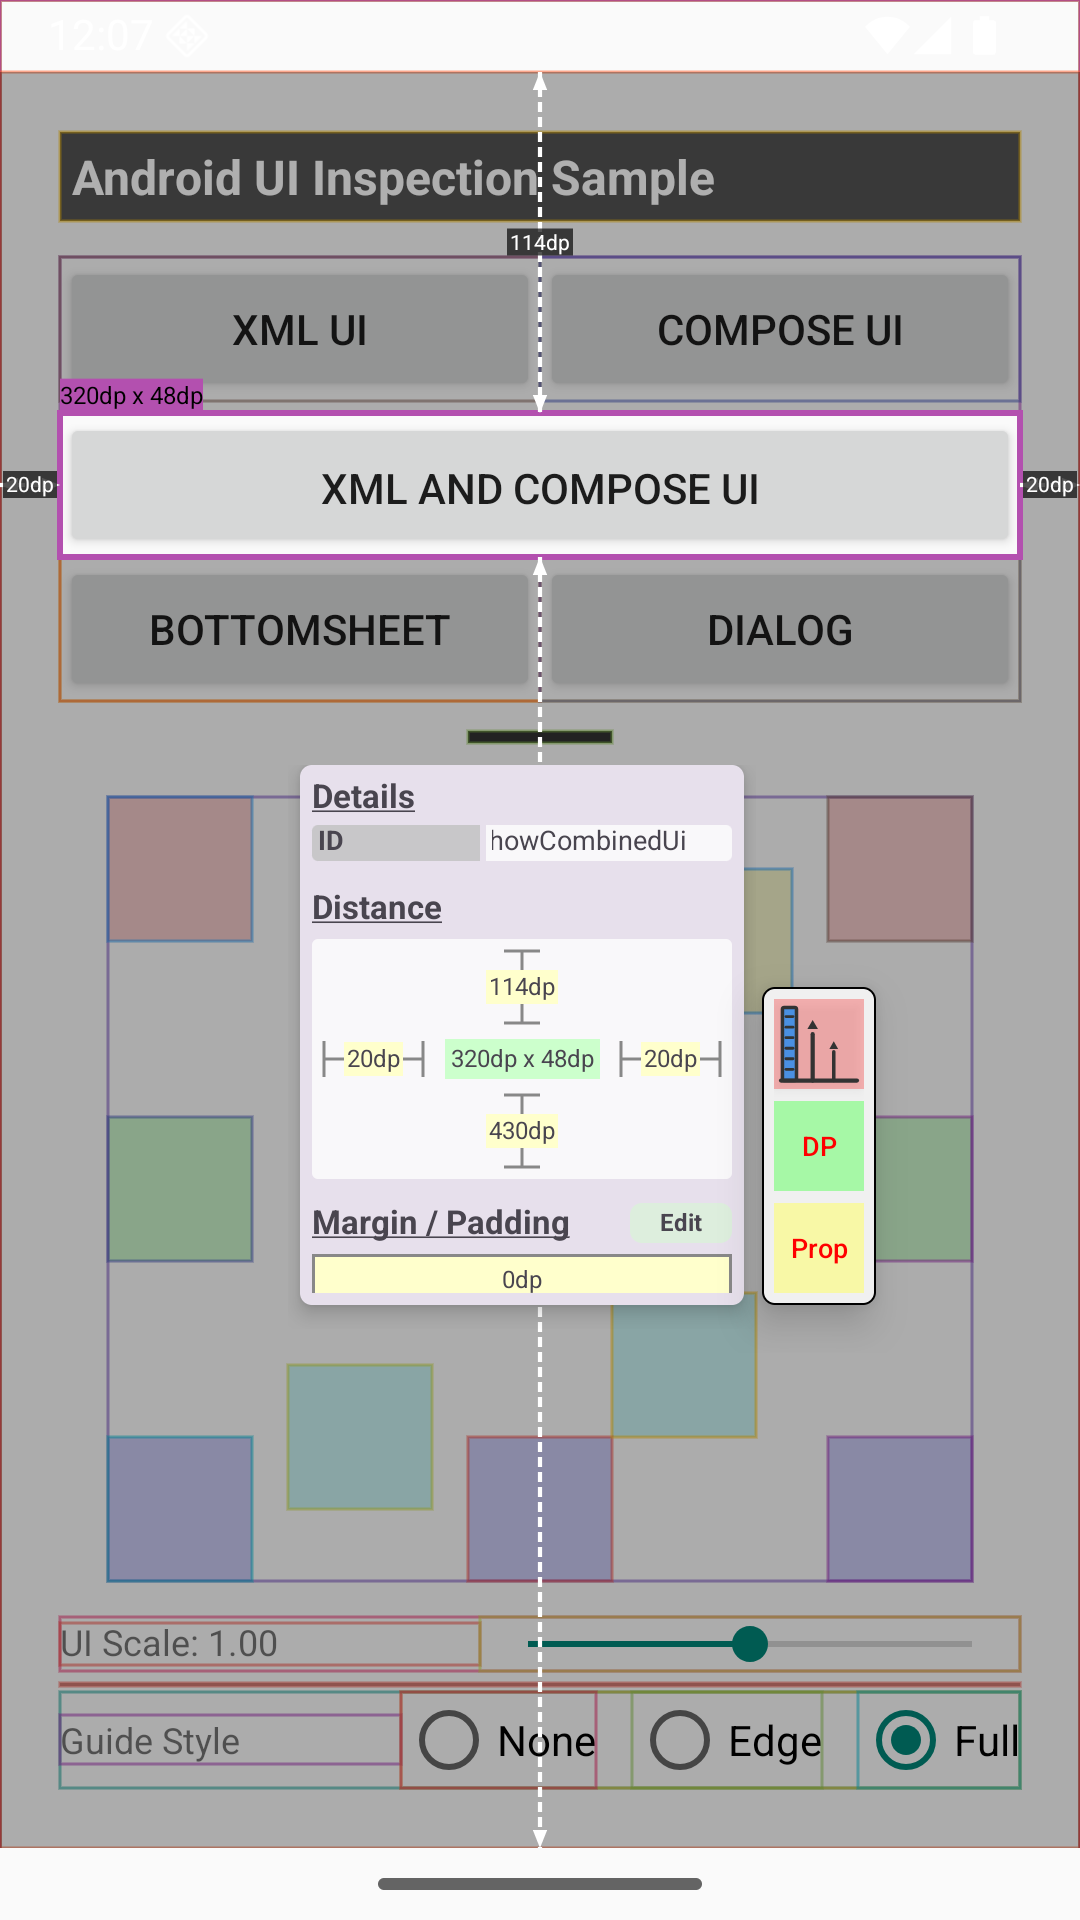 12:07
Android UI Inspection Sample
114dp
XML UI
COMPOSE UI
320dp x 48dp
20dp
XML AND COMPOSE UI
20dp
BOTTOMSHEET
DIALOG
Details
ID
howCombinedUi
Distance
114dp
20dp
320dp x 48dp
20dp
430dp
DP
Margin / Padding
Edit
Prop
0dp
UI Scale: 1.00
Guide Style
None
Edge
Full